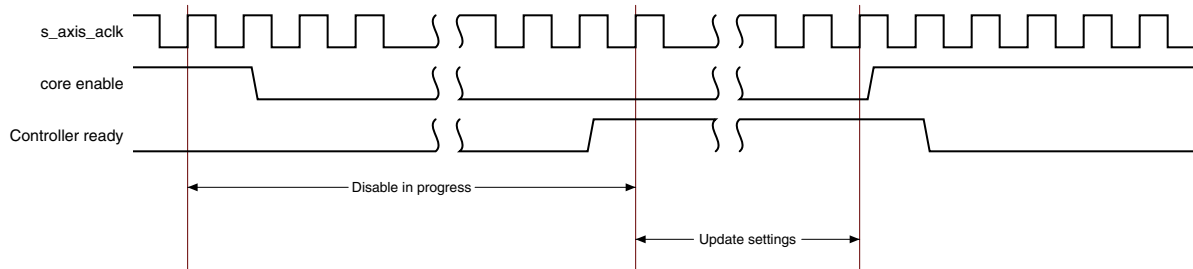 s_axis_aclk
core enable
Controller ready
Disable in progress
Update settings